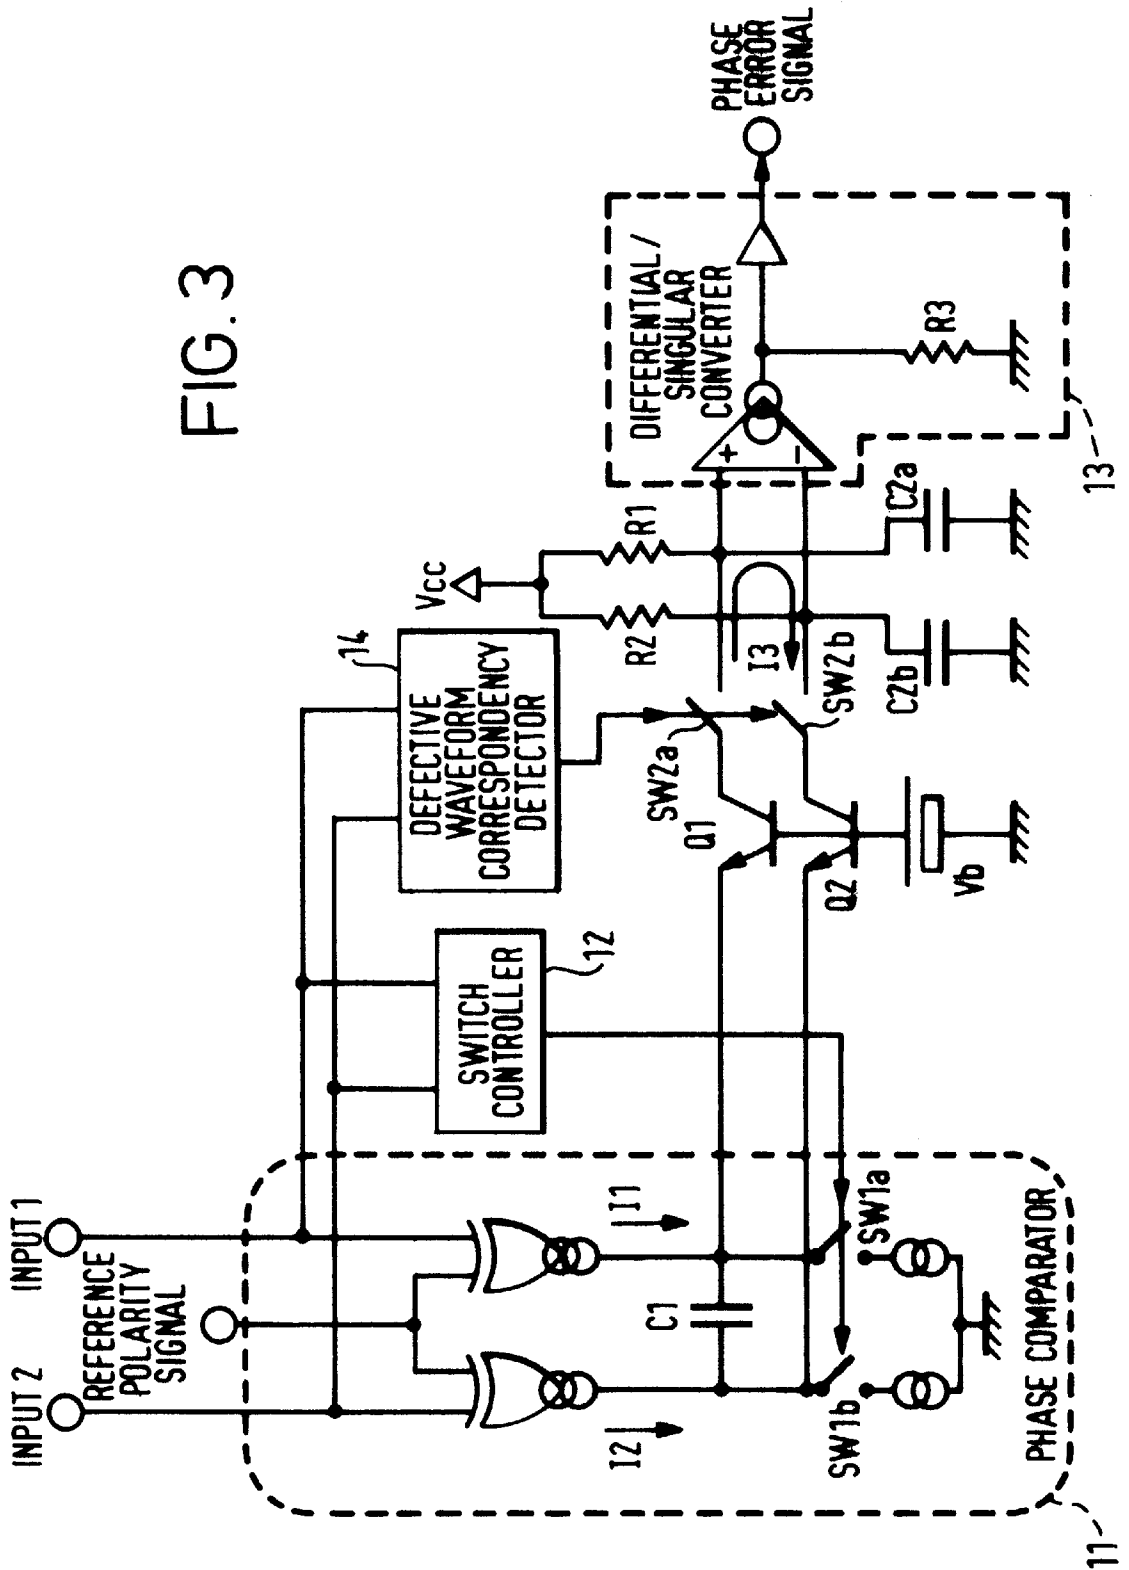 FIG. 3
INPUT 1
REFERENCE
POLARITY
SIGNAL
INPUT 2
14
DEFECTIVE
WAVEFORM
CORRESPONDENCY
DETECTOR
12
SWITCH
CONTROLLER
Vcc
R1
R2
I1
I2
C1
SW1a
SW1b
PHASE COMPARATOR
11
Q1
Q2
Vb
SW2a
SW2b
I3
C2a
C2b
DIFFERENTIAL/
SINGULAR
CONVERTER
+
−
R3
13
PHASE
ERROR
SIGNAL